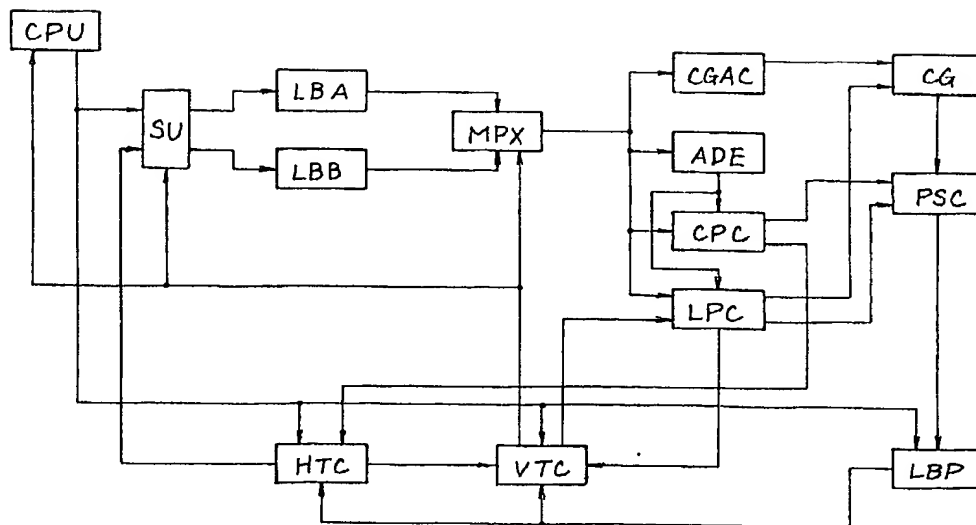 CPU
CGAC
CG
LBA
SU
MPX
LBB
ADE
PSC
CPC
LPC
HTC
VTC
LBP